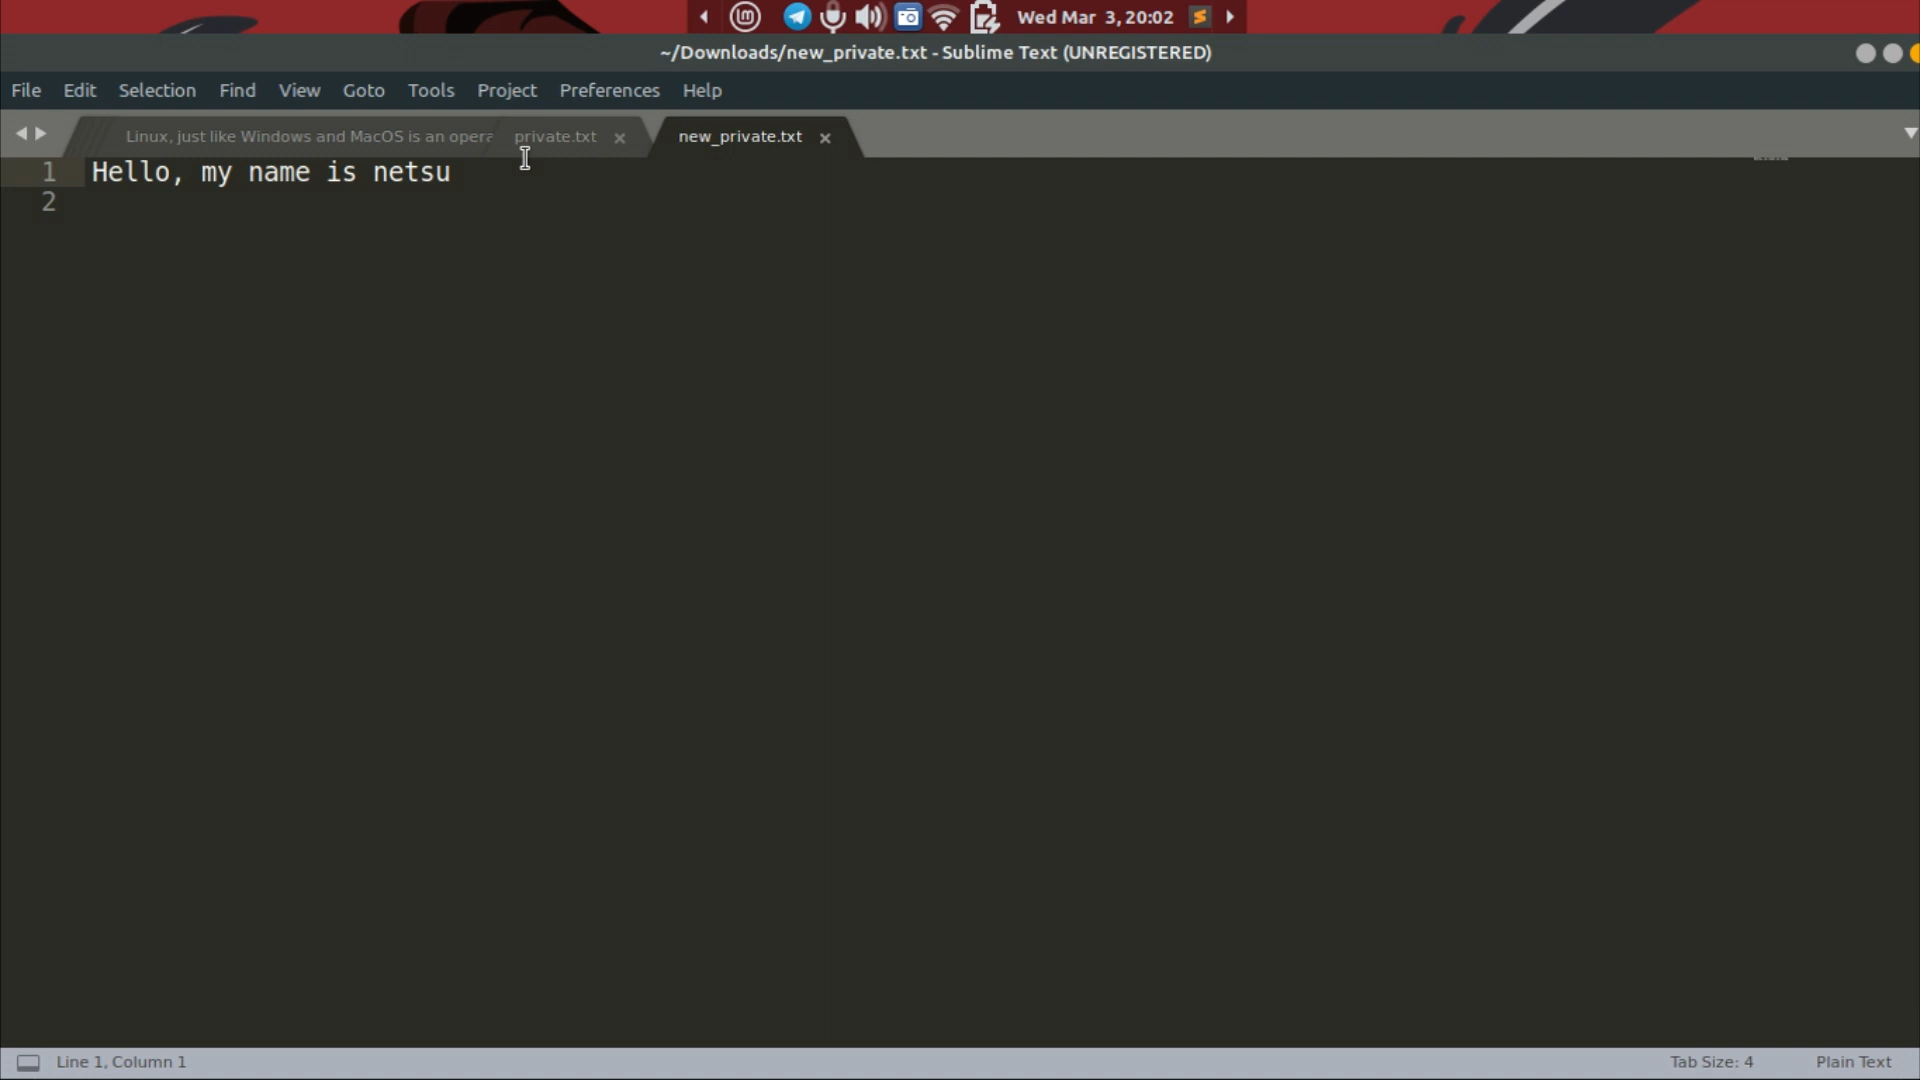 Wed Mar 3, 20:02
~/Downloads/new_private.txt - Sublime Text (UNREGISTERED)
File Edit Selection Find View Goto Tools Project Preferences Help
Linux, just like Windows and MacOS is an opera private.txt × new_private.txt ×
1 Hello, my name is netsu
2
Line 1, Column 1 Tab Size: 4 Plain Text